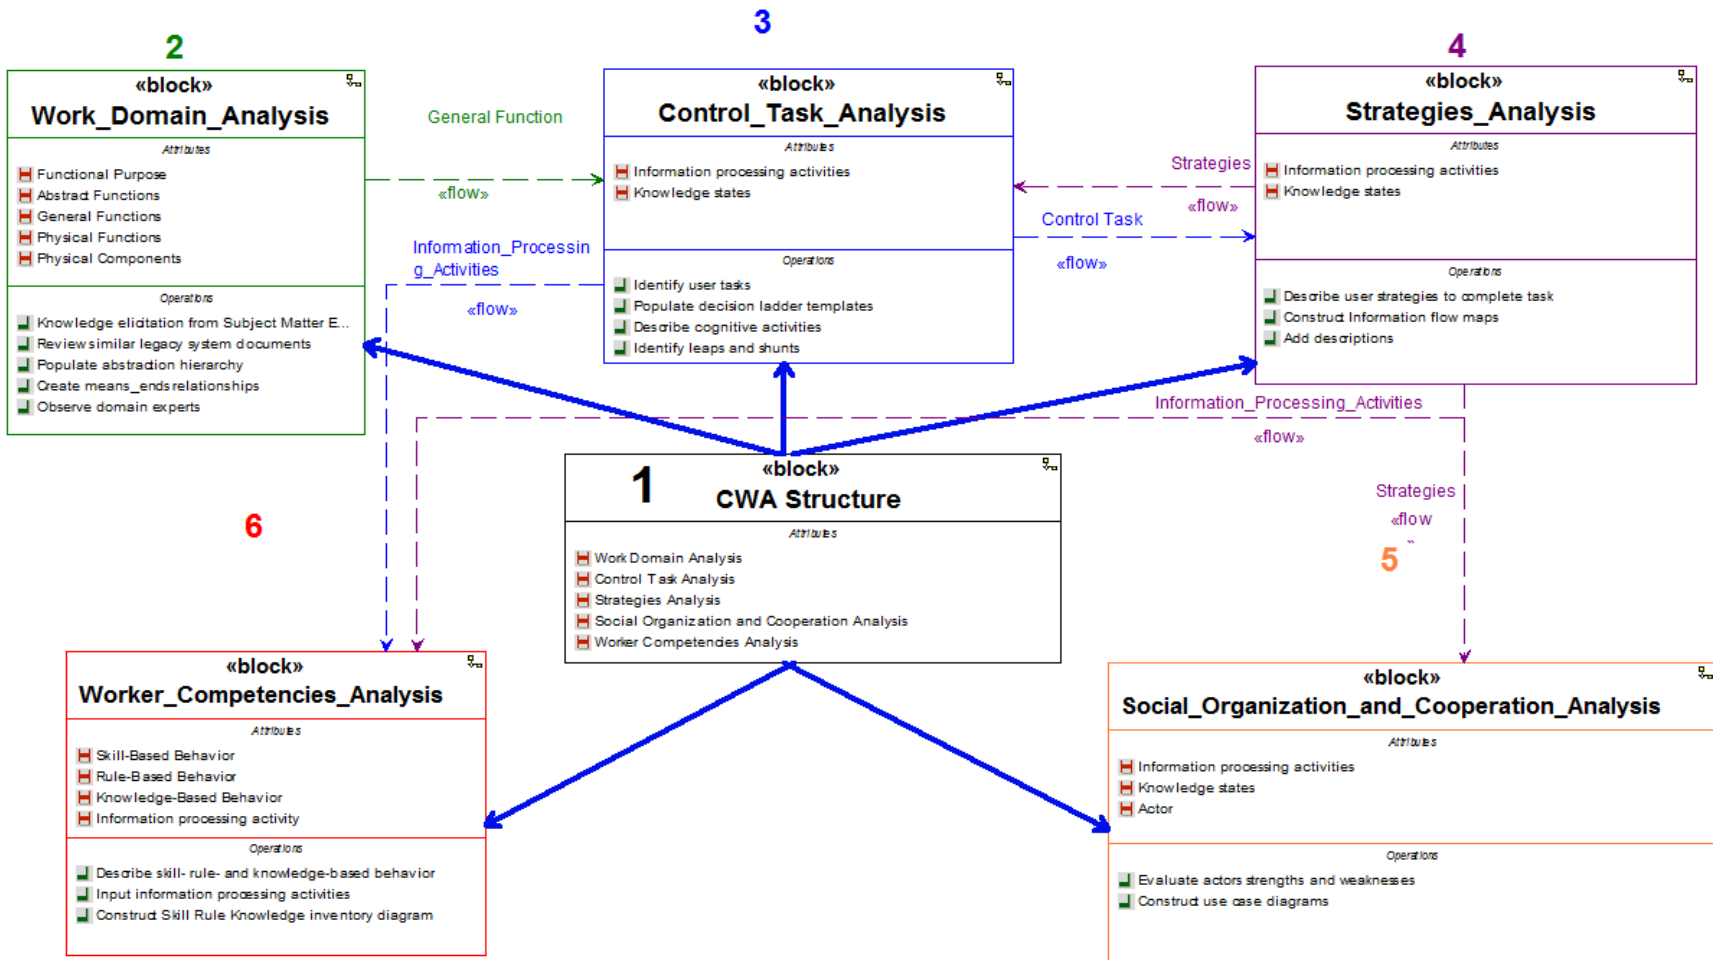 2
«block»
Work_Domain_Analysis
Attributes
Functional Purpose
Abstract Functions
General Functions
Physical Functions
Physical Components
Operations
Knowledge elicitation from Subject Matter E...
Review similar legacy system documents
Populate abstraction hierarchy
Create means_ends relationships
Observe domain experts
General Function
«flow»
3
«block»
Control_Task_Analysis
Attributes
Information processing activities
Knowledge states
Operations
Identify user tasks
Populate decision ladder templates
Describe cognitive activities
Identify leaps and shunts
Information_Processin
g_Activities
«flow»
Strategies
«flow»
Control Task
«flow»
4
«block»
Strategies_Analysis
Attributes
Information processing activities
Knowledge states
Operations
Describe user strategies to complete task
Construct Information flow maps
Add descriptions
Information_Processing_Activities
«flow»
Strategies
«flow
»
1
«block»
CWA Structure
Attributes
Work Domain Analysis
Control Task Analysis
Strategies Analysis
Social Organization and Cooperation Analysis
Worker Competencies Analysis
6
«block»
Worker_Competencies_Analysis
Attributes
Skill-Based Behavior
Rule-Based Behavior
Knowledge-Based Behavior
Information processing activity
Operations
Describe skill- rule- and knowledge-based behavior
Input information processing activities
Construct Skill Rule Knowledge inventory diagram
5
«block»
Social_Organization_and_Cooperation_Analysis
Attributes
Information processing activities
Knowledge states
Actor
Operations
Evaluate actors strengths and weaknesses
Construct use case diagrams